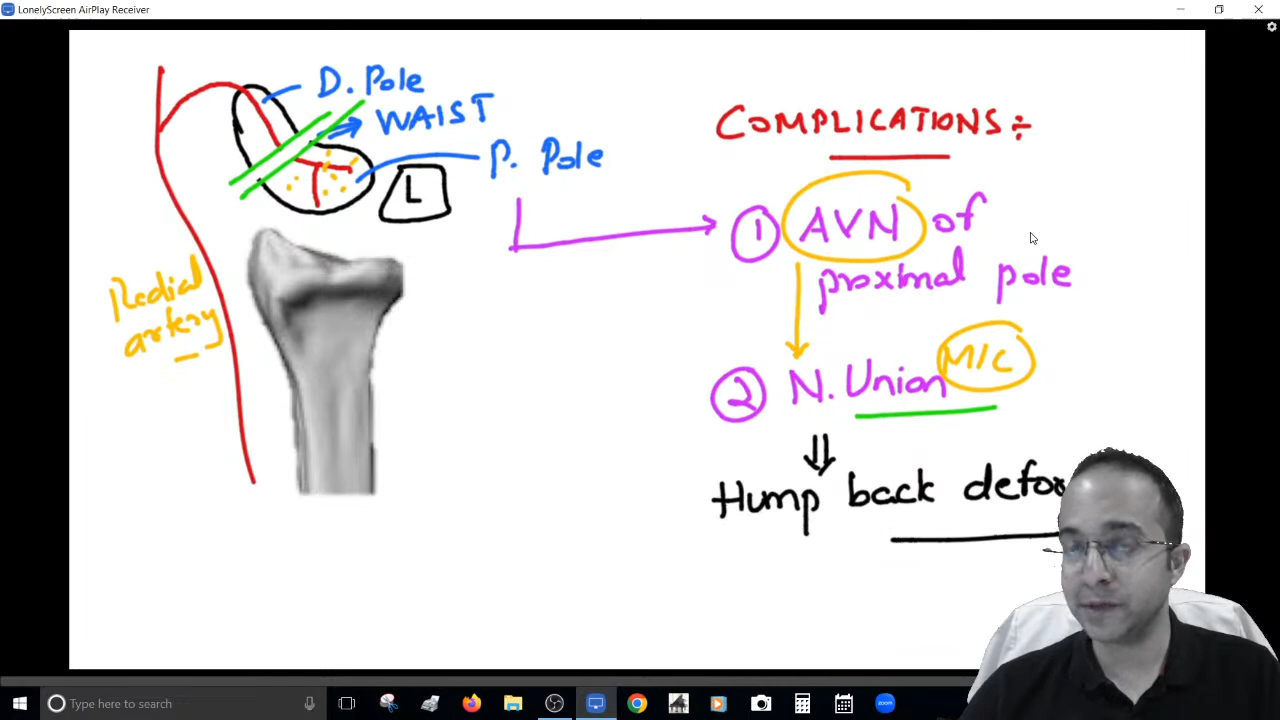 LonelyScreen AirPlay Receiver
D. Pole
WAIST
P. Pole
L
Radial
artery
COMPLICATIONS:
① AVN of
proximal pole
② N. Union M/C
⇓
Hump back defor
Type here to search
zoom